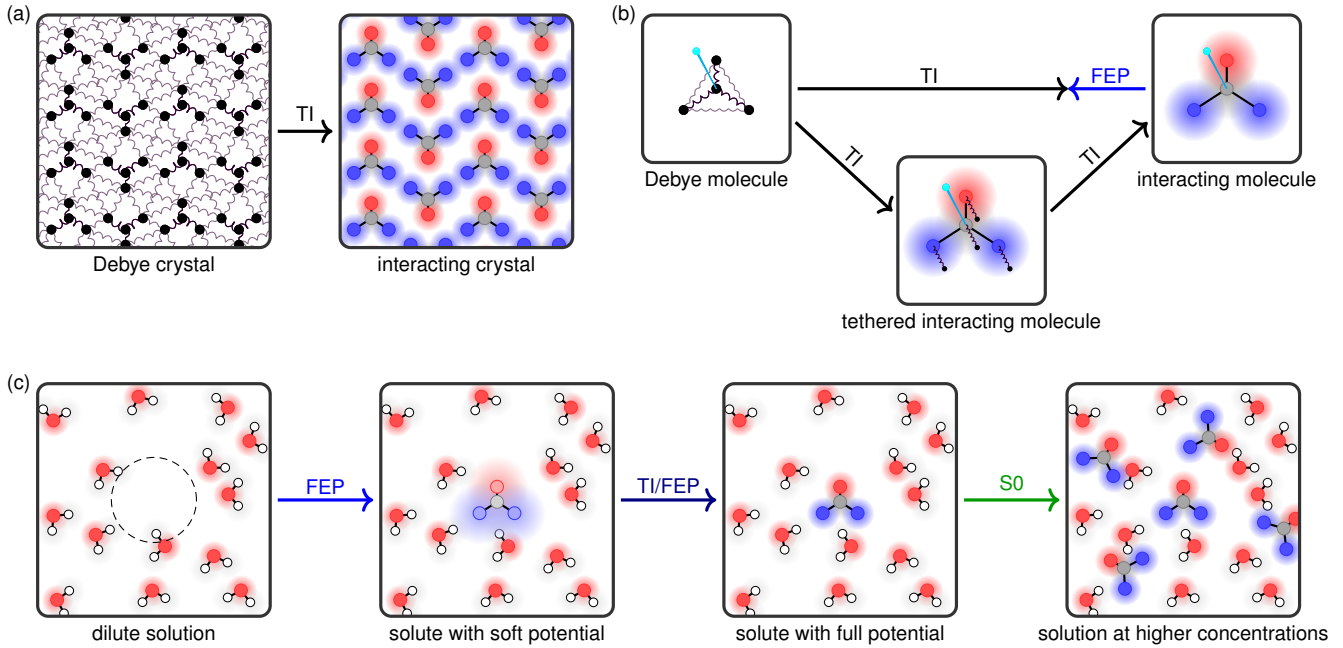 (a)
TI
Debye crystal
interacting crystal
(b)
TI
FEP
Debye molecule
interacting molecule
TI
TI
tethered interacting molecule
(c)
FEP
TI/FEP
S0
dilute solution
solute with soft potential
solute with full potential
solution at higher concentrations